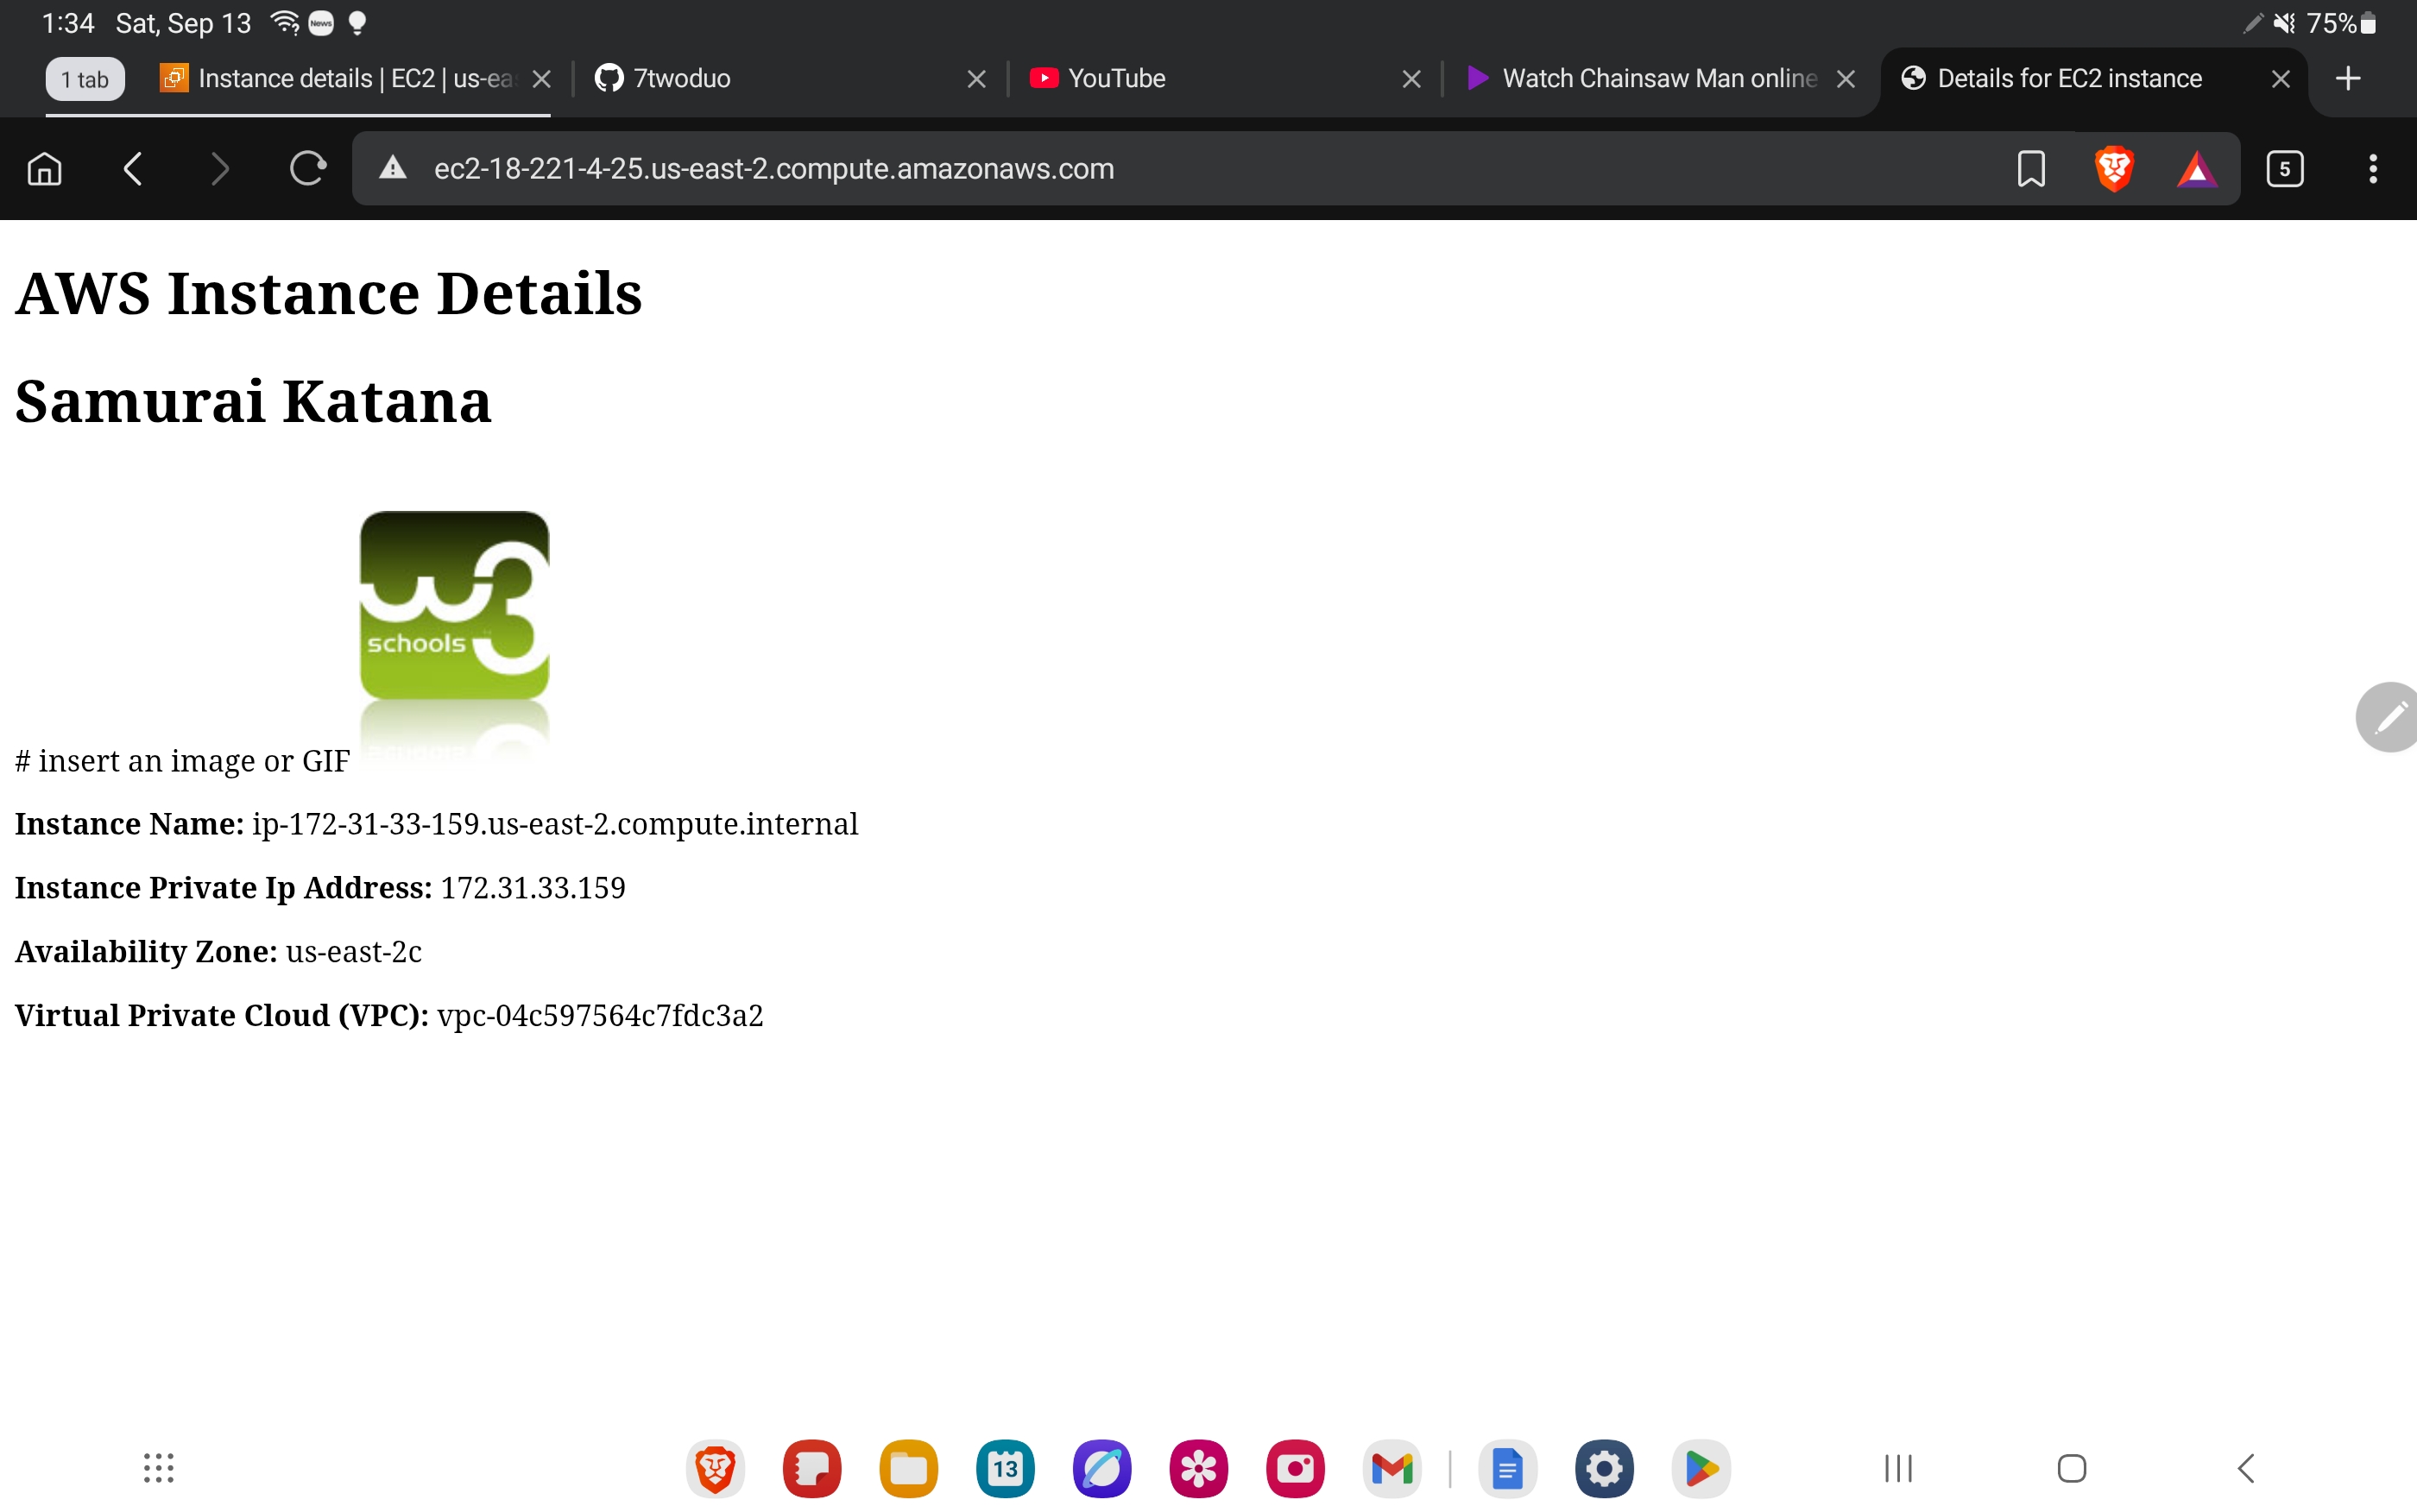 1:34 Sat, Sep 13 News 75%
1 tab Instance details | EC2 | us-eas 7twoduo YouTube Watch Chainsaw Man online Details for EC2 instance
ec2-18-221-4-25.us-east-2.compute.amazonaws.com 5
AWS Instance Details
Samurai Katana
w3
schools
# insert an image or GIF
Instance Name: ip-172-31-33-159.us-east-2.compute.internal
Instance Private Ip Address: 172.31.33.159
Availability Zone: us-east-2c
Virtual Private Cloud (VPC): vpc-04c597564c7fdc3a2
13